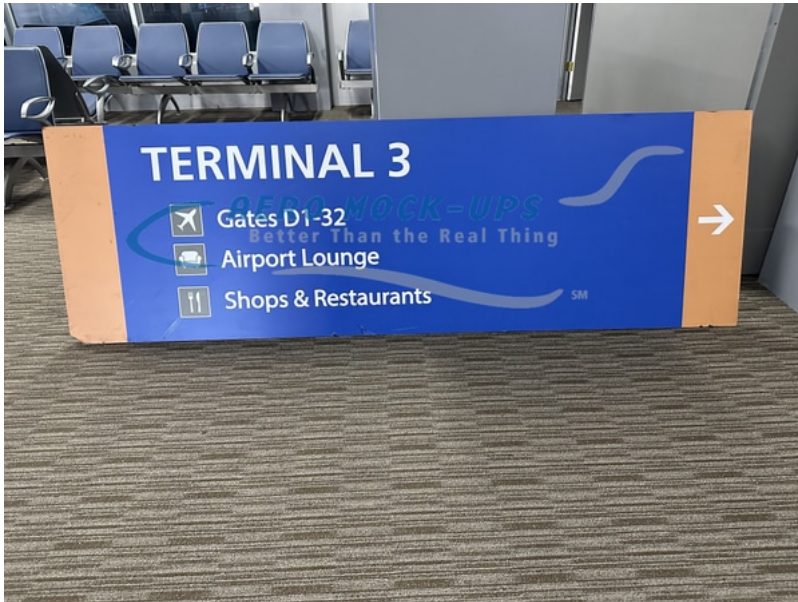 TERMINAL 3
Gates D1-32
AERO MOCK-UPS
Better Than the Real Thing
Airport Lounge
Shops & Restaurants
SM